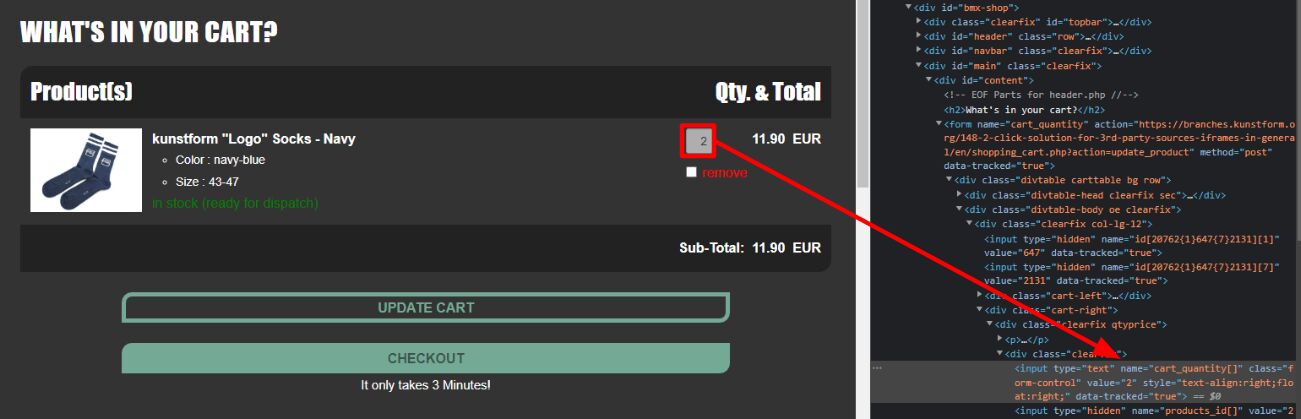 WHAT'S IN YOUR CART?
Product(s)
Qty. & Total
kunstform "Logo" Socks - Navy
2
11.90 EUR
Color : navy-blue
Size : 43-47
remove
in stock (ready for dispatch)
Sub-Total: 11.90 EUR
UPDATE CART
CHECKOUT
It only takes 3 Minutes!
<div id="bmx-shop">
<div class="clearfix" id="topbar">…</div>
<div id="header" class="row">…</div>
<div id="navbar" class="clearfix">…</div>
<div id="main" class="clearfix">
<div id="content">
<!-- EOF Parts for header.php //-->
<h2>What's in your cart?</h2>
<form name="cart_quantity" action="https://branches.kunstform.o
rg/148-2-click-solution-for-3rd-party-sources-iframes-in-genera
l/en/shopping_cart.php?action=update_product" method="post"
data-tracked="true">
<div class="divtable carttable bg row">
<div class="divtable-head clearfix sec">…</div>
<div class="divtable-body oe clearfix">
<div class="clearfix col-lg-12">
<input type="hidden" name="id[20762{1}647{7}2131][1]"
value="647" data-tracked="true">
<input type="hidden" name="id[20762{1}647{7}2131][7]"
value="2131" data-tracked="true">
<div class="cart-left">…</div>
<div class="cart-right">
<div class="clearfix qtyprice">
<p>…</p>
<div class="clearfix">
<input type="text" name="cart_quantity[]" class="f
orm-control" value="2" style="text-align:right;flo
at:right;" data-tracked="true"> == $0
<input type="hidden" name="products_id[]" value="2